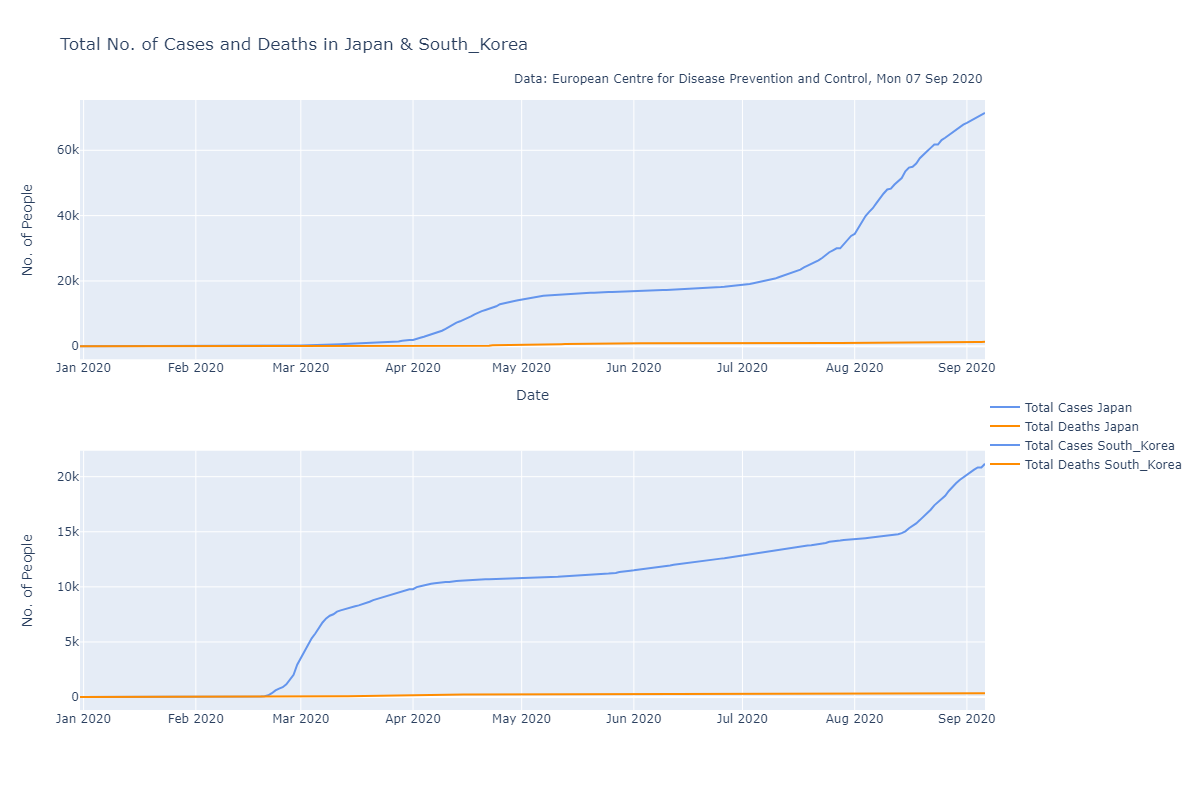 Total No. of Cases and Deaths in Japan & South_Korea
Data: European Centre for Disease Prevention and Control, Mon 07 Sep 2020
No. of People
60k
40k
20k
0
Jan 2020 Feb 2020 Mar 2020 Apr 2020 May 2020 Jun 2020 Jul 2020 Aug 2020 Sep 2020
Date
Total Cases Japan
Total Deaths Japan
Total Cases South_Korea
Total Deaths South_Korea
No. of People
20k
15k
10k
5k
0
Jan 2020 Feb 2020 Mar 2020 Apr 2020 May 2020 Jun 2020 Jul 2020 Aug 2020 Sep 2020